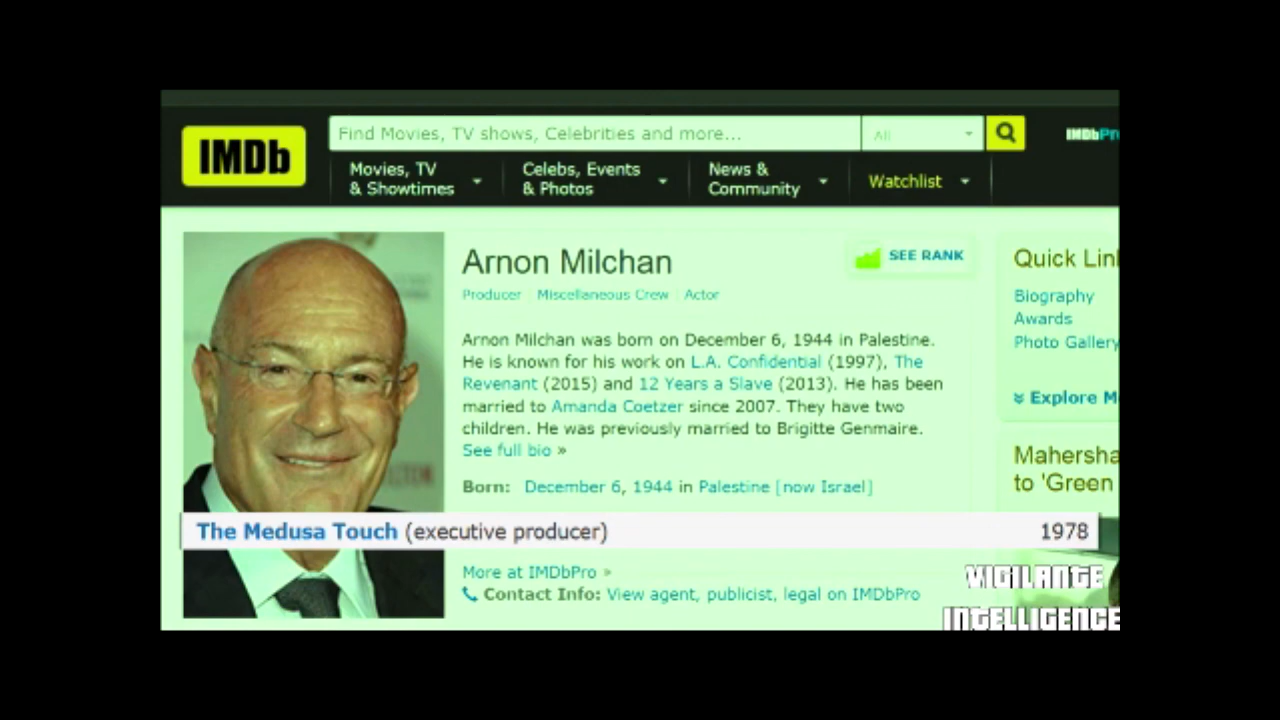 IMDb
Find Movies, TV shows, Celebrities and more...
All
IMDbPr
Movies, TV
& Showtimes
Celebs, Events
& Photos
News &
Community
Watchlist
Arnon Milchan
SEE RANK
Producer | Miscellaneous Crew | Actor
Arnon Milchan was born on December 6, 1944 in Palestine.
He is known for his work on L.A. Confidential (1997), The
Revenant (2015) and 12 Years a Slave (2013). He has been
married to Amanda Coetzer since 2007. They have two
children. He was previously married to Brigitte Genmaire.
See full bio »
Born: December 6, 1944 in Palestine [now Israel]
The Medusa Touch (executive producer) 1978
More at IMDbPro »
Contact Info: View agent, publicist, legal on IMDbPro
Quick Lin
Biography
Awards
Photo Gallery
Explore M
Mahersha
to 'Green
VIGILANTE
INTELLIGENCE